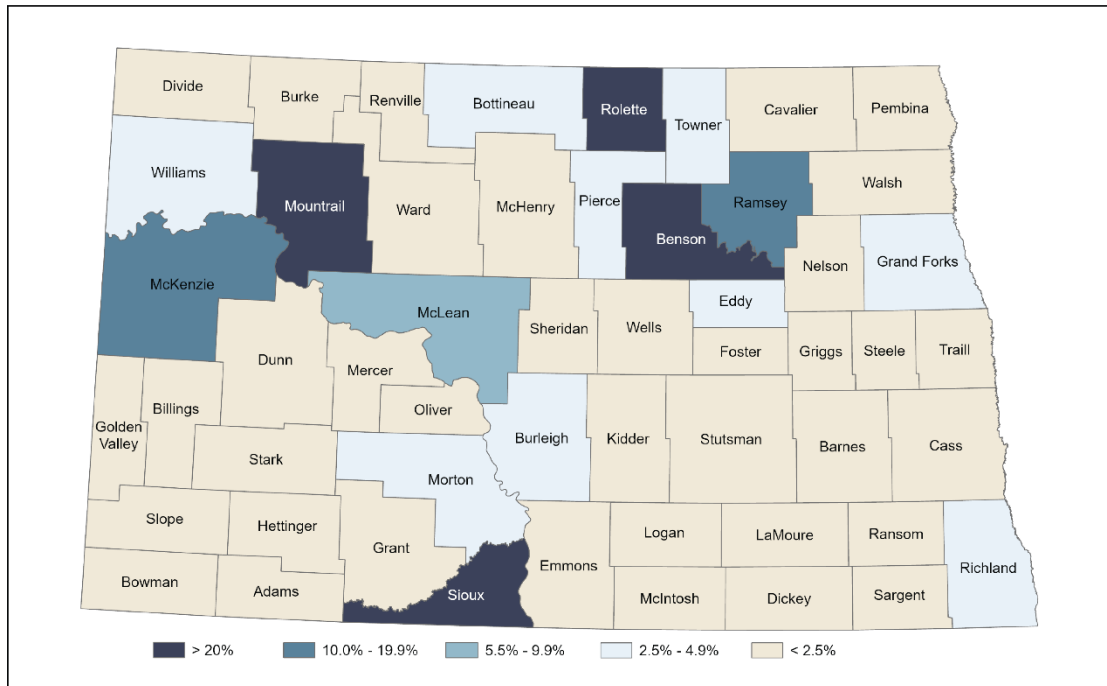 Divide
Burke
Renville
Bottineau
Rolette
Towner
Cavalier
Pembina
Williams
Mountrail
Ward
McHenry
Pierce
Benson
Ramsey
Walsh
Nelson
Grand Forks
McKenzie
McLean
Sheridan
Wells
Eddy
Foster
Griggs
Steele
Traill
Dunn
Mercer
Oliver
Golden
Valley
Billings
Stark
Morton
Burleigh
Kidder
Stutsman
Barnes
Cass
Slope
Hettinger
Grant
Emmons
Logan
LaMoure
Ransom
Richland
Bowman
Adams
Sioux
McIntosh
Dickey
Sargent
> 20%
10.0% - 19.9%
5.5% - 9.9%
2.5% - 4.9%
< 2.5%